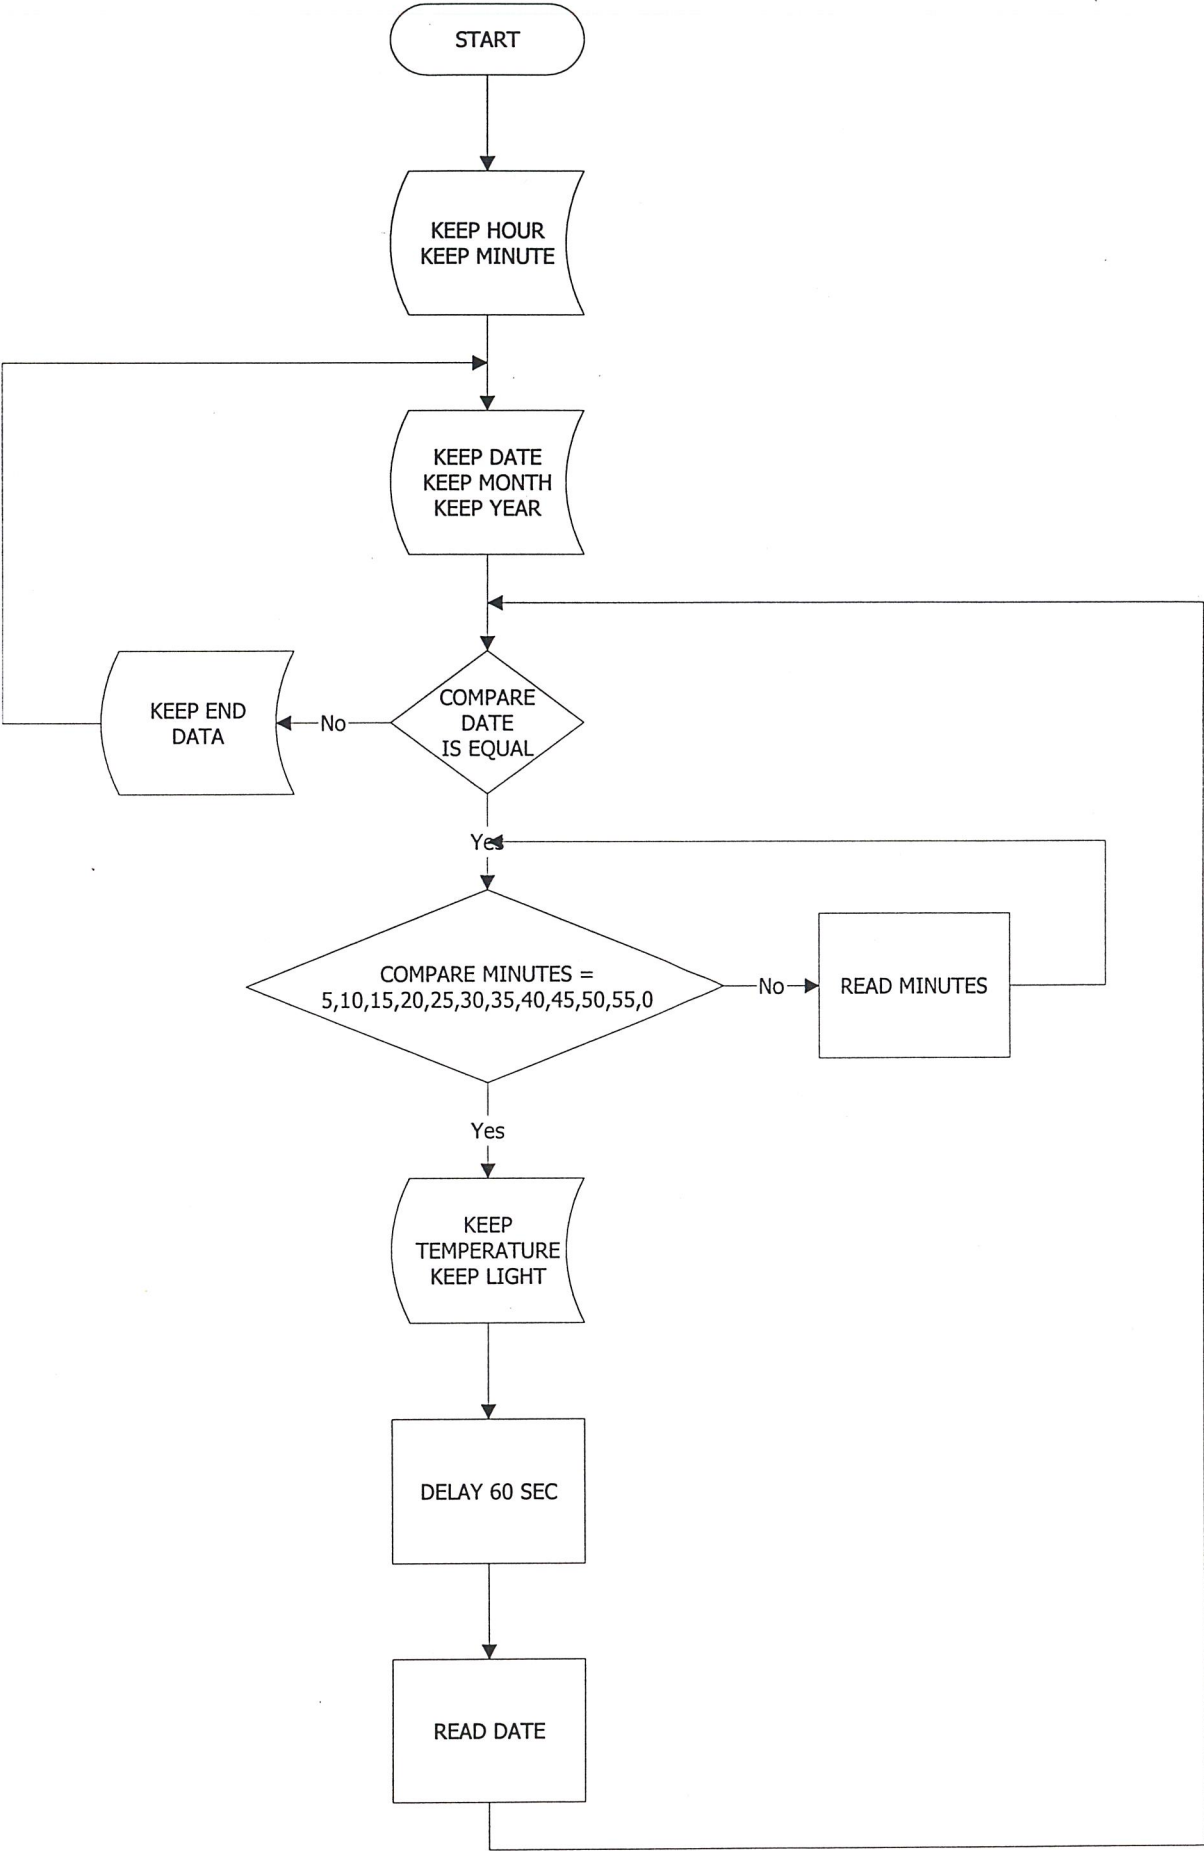 START
KEEP HOUR
KEEP MINUTE
KEEP DATE
KEEP MONTH
KEEP YEAR
COMPARE
DATE
IS EQUAL
No
KEEP END
DATA
Yes
COMPARE MINUTES =
5,10,15,20,25,30,35,40,45,50,55,0
No
READ MINUTES
Yes
KEEP
TEMPERATURE
KEEP LIGHT
DELAY 60 SEC
READ DATE